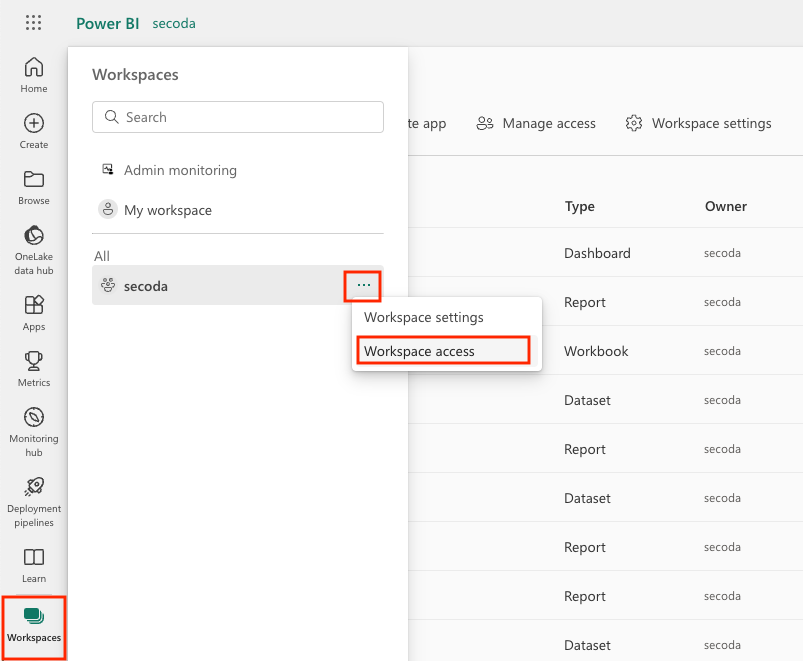 Power BI secoda
Home
Create
Browse
OneLake
data hub
Apps
Metrics
Monitoring
hub
Deployment
pipelines
Learn
Workspaces
Workspaces
Search
Admin monitoring
My workspace
All
secoda
...
Workspace settings
Workspace access
te app Manage access Workspace settings
Type Owner
Dashboard secoda
Report secoda
Workbook secoda
Dataset secoda
Report secoda
Dataset secoda
Report secoda
Report secoda
Dataset secoda